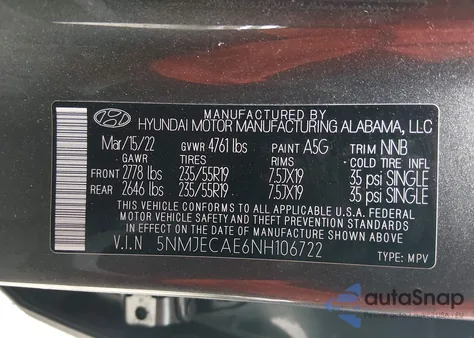 MANUFACTURED BY
HYUNDAI MOTOR MANUFACTURING ALABAMA, LLC
Mar/15/22 GVWR 4761 lbs PAINT A5G TRIM NNB
GAWR TIRES RIMS COLD TIRE INFL
FRONT 2778 lbs 235/55R19 7.5JX19 35 psi SINGLE
REAR 2646 lbs 235/55R19 7.5JX19 35 psi SINGLE
THIS VEHICLE CONFORMS TO ALL APPLICABLE U.S.A. FEDERAL
MOTOR VEHICLE SAFETY AND THEFT PREVENTION STANDARDS
IN EFFECT ON THE DATE OF MANUFACTURE SHOWN ABOVE
V.I.N 5NMJECAE6NH106722 TYPE: MPV
autoSnap